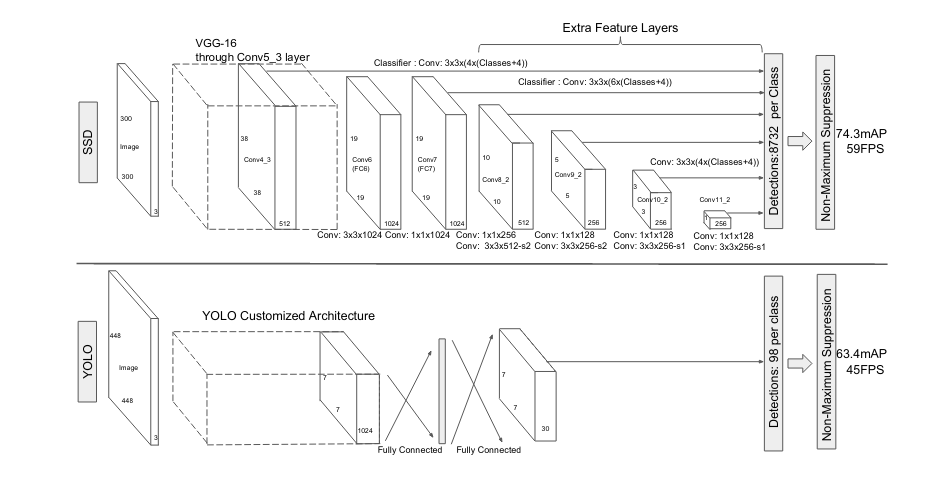 Extra Feature Layers
VGG-16
through Conv5_3 layer
Classifier : Conv: 3x3x(4x(Classes+4))
Classifier : Conv: 3x3x(6x(Classes+4))
SSD
300
Image
300
3
38
Conv4_3
38
512
19
Conv6
(FC6)
19
1024
19
Conv7
(FC7)
19
1024
10
Conv8_2
10
512
5
Conv9_2
5
256
Conv: 3x3x(4x(Classes+4))
3
Conv10_2
3
256
Conv11_2
1
256
Detections:8732 per Class
Non-Maximum Suppression
74.3mAP
59FPS
Conv: 3x3x1024
Conv: 1x1x1024
Conv: 1x1x256
Conv: 3x3x512-s2
Conv: 1x1x128
Conv: 3x3x256-s2
Conv: 1x1x128
Conv: 3x3x256-s1
Conv: 1x1x128
Conv: 3x3x256-s1
YOLO Customized Architecture
YOLO
448
Image
448
3
7
7
1024
Fully Connected
Fully Connected
7
7
30
Detections: 98 per class
Non-Maximum Suppression
63.4mAP
45FPS